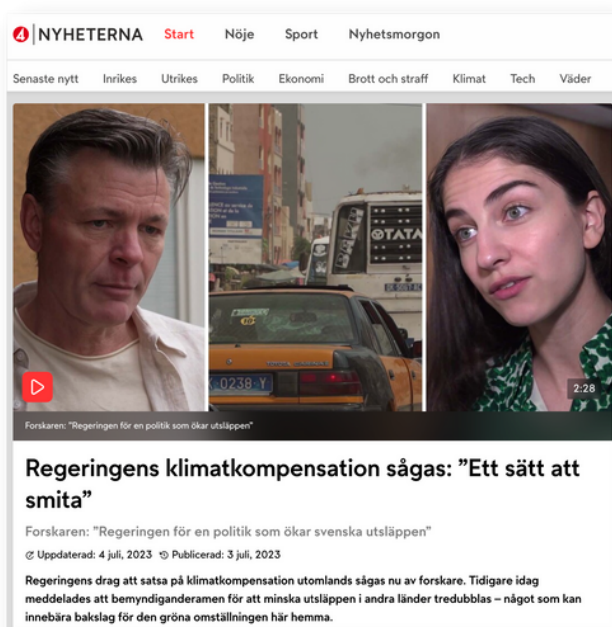 4 NYHETERNA Start Nöje Sport Nyhetsmorgon
Senaste nytt Inrikes Utrikes Politik Ekonomi Brott och straff Klimat Tech Väder
TATA
0238 Y
2:28
Forskaren: "Regeringen för en politik som ökar utsläppen"
Regeringens klimatkompensation sågas: ”Ett sätt att
smita”
Forskaren: ”Regeringen för en politik som ökar svenska utsläppen”
Uppdaterad: 4 juli, 2023 Publicerad: 3 juli, 2023
Regeringens drag att satsa på klimatkompensation utomlands sågas nu av forskare. Tidigare idag
meddelades att bemyndiganderamen för att minska utsläppen i andra länder tredubblas – något som kan
innebära bakslag för den gröna omställningen här hemma.